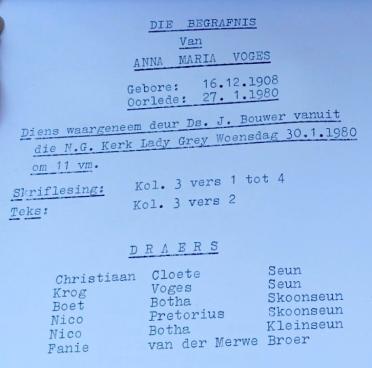 DIE BEGRAFNIS
Van
ANNA MARIA VOGES
Gebore: 16.12.1908
Oorlede: 27. 1.1980
Diens waargeneem deur Ds. J. Bouwer vanuit
die N.G. Kerk Lady Grey Woensdag 30.1.1980
om 11 vm.
Skriflesing: Kol. 3 vers 1 tot 4
Teks: Kol. 3 vers 2
D R A E R S
Christiaan Cloete Seun
Krog Voges Seun
Boet Botha Skoonseun
Nico Pretorius Skoonseun
Nico Botha Kleinseun
Fanie van der Merwe Broer